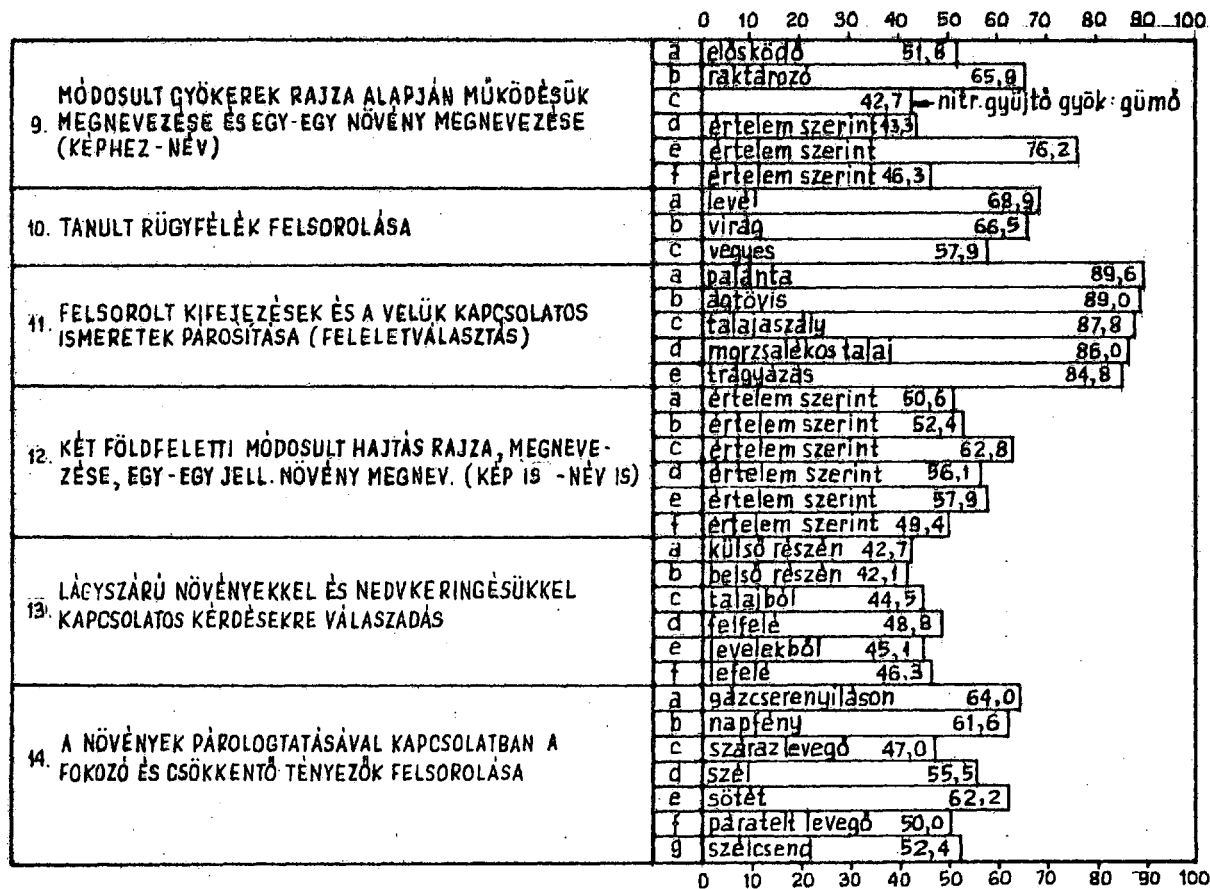 0 10 20 30 40 50 60 70 80 90 100
9. MÓDOSULT GYÖKEREK RAJZA ALAPJÁN MŰKÖDÉSÜK
MEGNEVEZÉSE ÉS EGY-EGY NÖVÉNY MEGNEVEZÉSE
(KÉPHEZ-NÉV)
a élősködő 51,8
b raktározó 65,9
c 42,7 nitr. gyűjtő gyök: gümő
d értelem szerint 43,3
e értelem szerint 76,2
f értelem szerint 46,3
10. TANULT RÜGYFÉLÉK FELSOROLÁSA
a levél 68,9
b virág 66,5
c vegyes 57,9
11. FELSOROLT KIFEJEZÉSEK ÉS A VELÜK KAPCSOLATOS
ISMERETEK PÁROSÍTÁSA (FELELETVÁLASZTÁS)
a palánta 89,6
b ágtövis 89,0
c talajaszály 87,8
d morzsalékos talaj 86,0
e trágyázás 84,8
12. KÉT FÖLDFELETTI MÓDOSULT HAJTÁS RAJZA, MEGNEVE-
ZÉSE, EGY-EGY JELL. NÖVÉNY MEGNEV. (KÉP IS - NÉV IS)
a értelem szerint 50,6
b értelem szerint 52,4
c értelem szerint 62,8
d értelem szerint 56,1
e értelem szerint 57,9
f értelem szerint 49,4
13. LÁGYSZÁRÚ NÖVÉNYEKKEL ÉS NEDVKERINGÉSÜKKEL
KAPCSOLATOS KÉRDÉSEKRE VÁLASZADÁS
a külső részén 42,7
b belső részén 42,1
c talajból 44,5
d felfelé 48,8
e levelekből 45,1
f lefelé 46,3
14. A NÖVÉNYEK PÁROLOGTATÁSÁVAL KAPCSOLATBAN A
FOKOZÓ ÉS CSÖKKENTŐ TÉNYEZŐK FELSOROLÁSA
a gázcserenyíláson 64,0
b napfény 61,6
c száraz levegő 47,0
d szél 55,5
e sötét 62,2
f páratelt levegő 50,0
g szélcsend 52,4
0 10 20 30 40 50 60 70 80 90 100